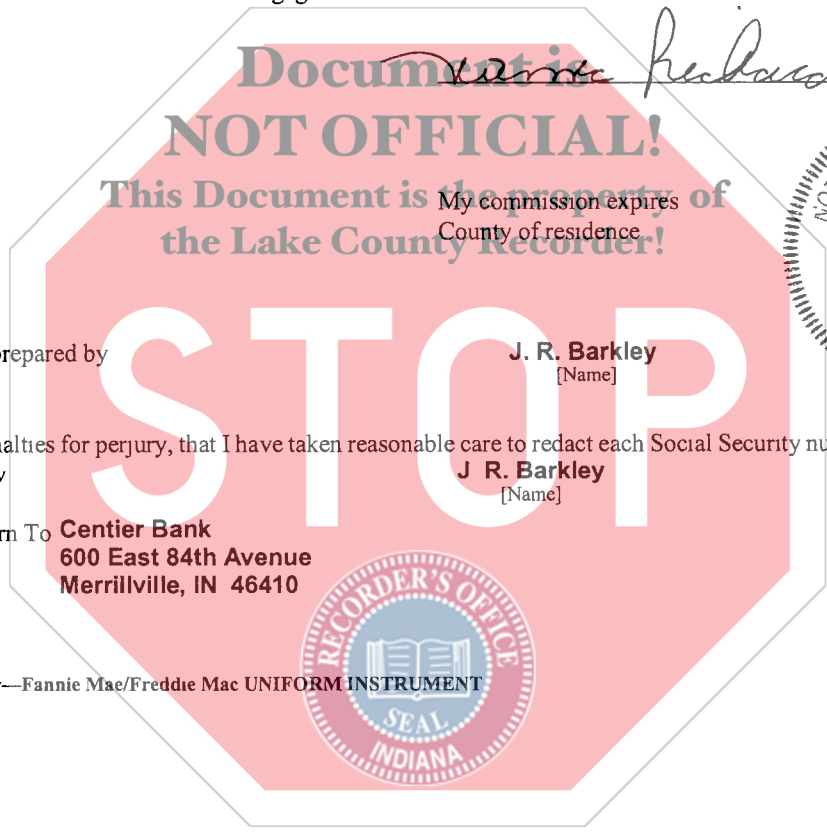 Document is
NOT OFFICIAL!
This Document is the property of
the Lake County Recorder!
My commission expires
County of residence
STOP
prepared by J. R. Barkley
[Name]
alties for perjury, that I have taken reasonable care to redact each Social Security nu
J R. Barkley
[Name]
rn To Centier Bank
600 East 84th Avenue
Merrillville, IN 46410
RECORDER'S OFFICE
—Fannie Mae/Freddie Mac UNIFORM INSTRUMENT
SEAL
INDIANA